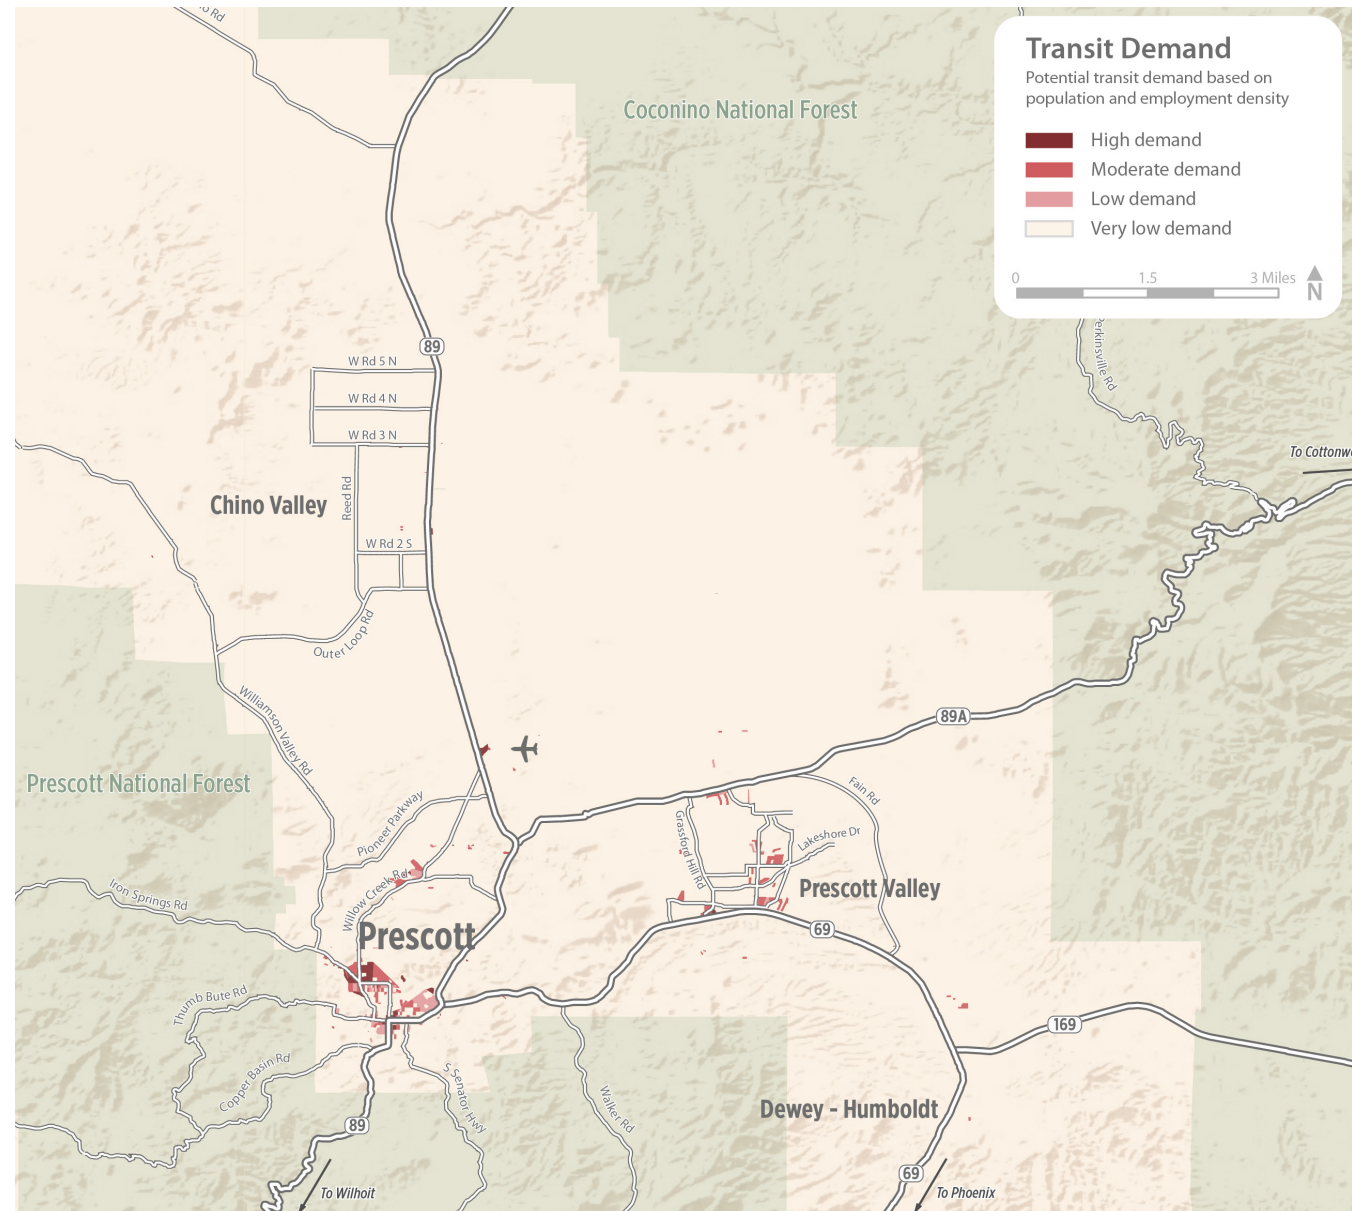 Transit Demand
Potential transit demand based on
population and employment density
High demand
Moderate demand
Low demand
Very low demand
0 1.5 3 Miles
N
Rd
Coconino National Forest
Perkinsville Rd
89
W Rd 5 N
W Rd 4 N
W Rd 3 N
To Cottonw
Chino Valley
Reed Rd
W Rd 2 S
Outer Loop Rd
Williamson Valley Rd
89A
Prescott National Forest
Pioneer Parkway
Fain Rd
Grassford Hill Rd
Lakeshore Dr
Willow Creek Rd
Iron Springs Rd
Prescott Valley
Prescott
69
Thumb Bute Rd
169
Copper Basin Rd
S Senator Hwy
Walker Rd
Dewey - Humboldt
89
69
To Wilhoit
To Phoenix